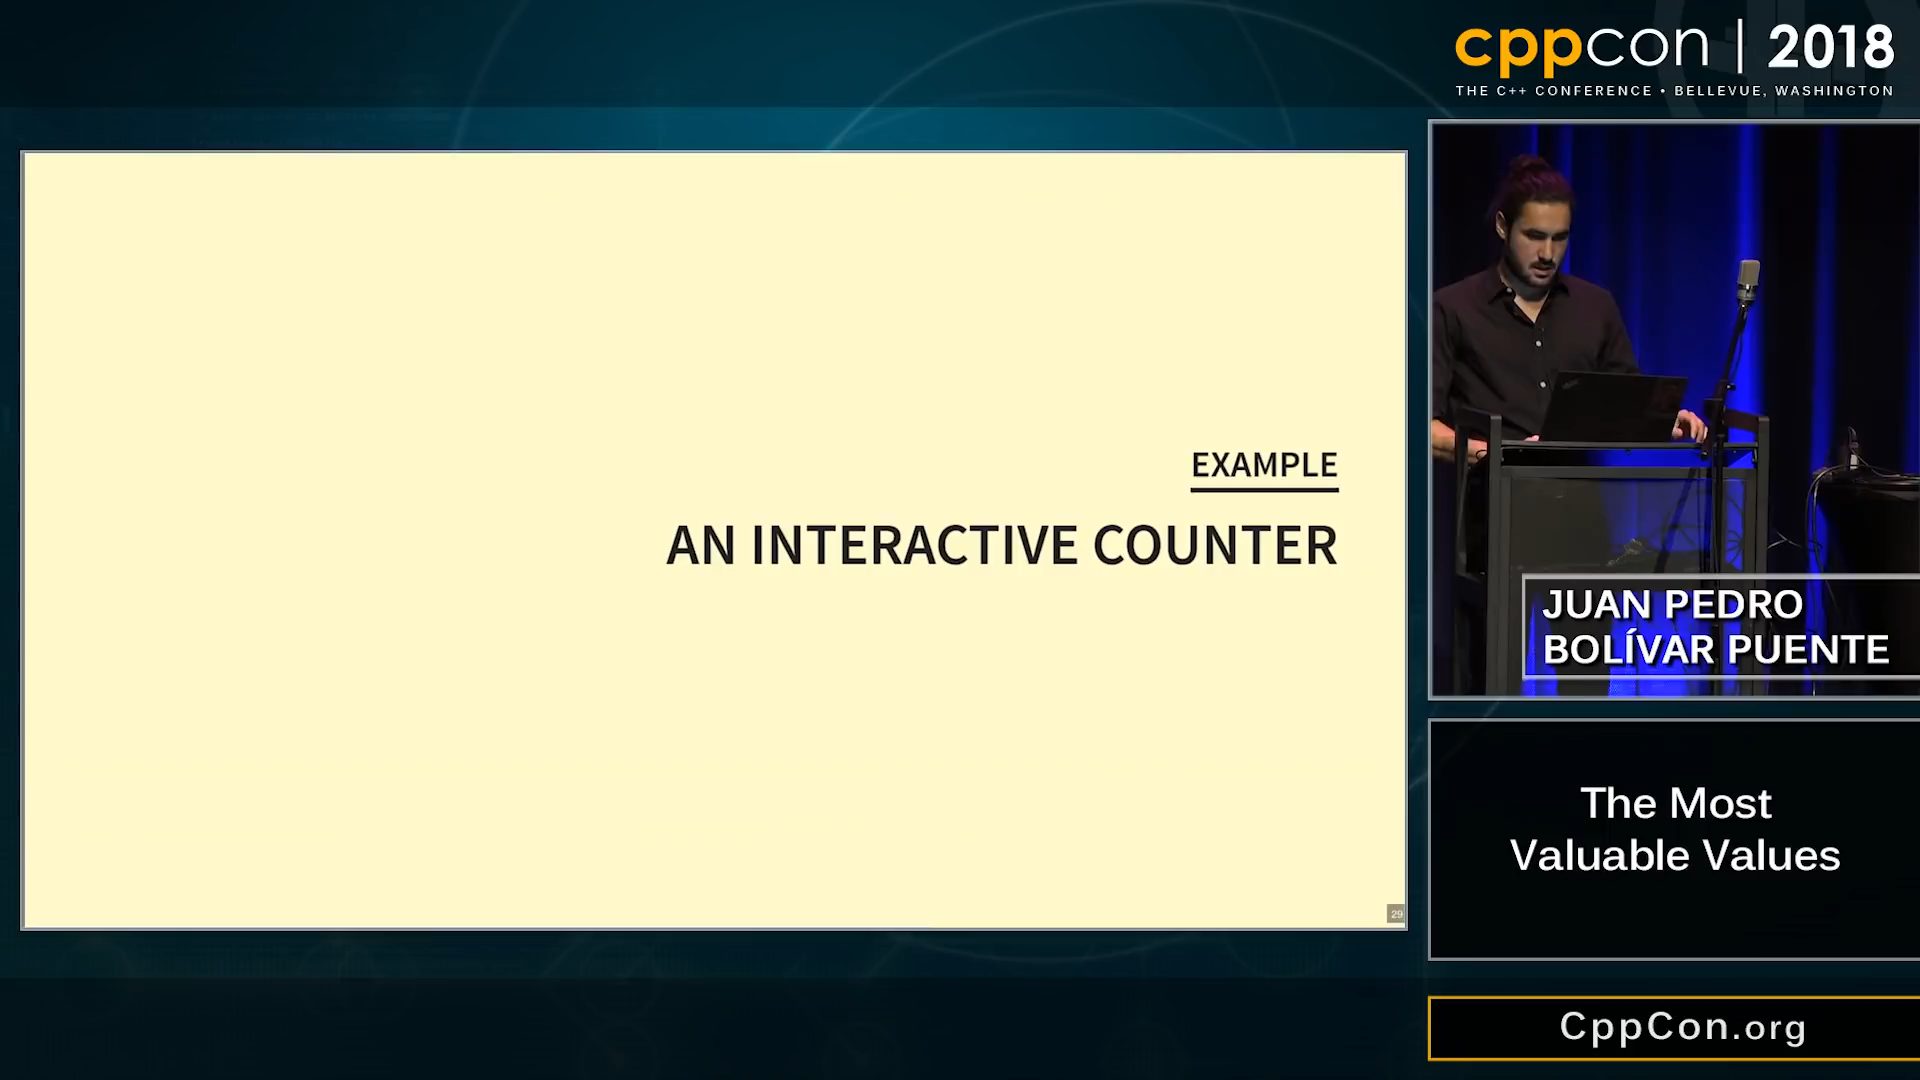 cppcon | 2018
THE C++ CONFERENCE • BELLEVUE, WASHINGTON
EXAMPLE
AN INTERACTIVE COUNTER
29
JUAN PEDRO
BOLÍVAR PUENTE
The Most
Valuable Values
CppCon.org